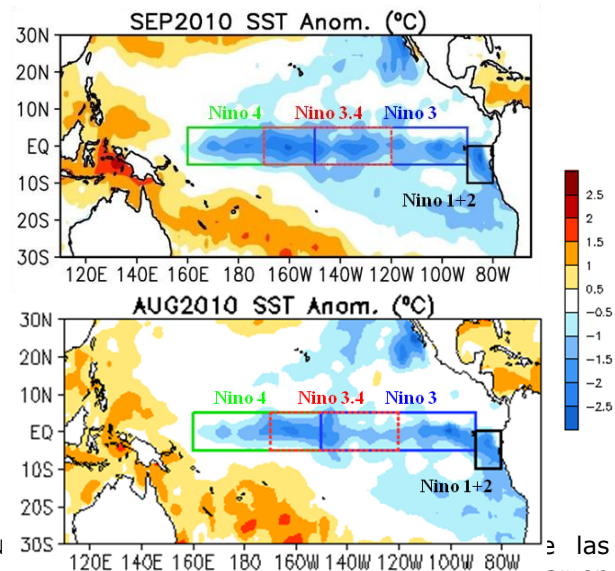 SEP2010 SST Anom. (ºC)
30N
20N
10N
EQ
10S
20S
30S
Nino 4 Nino 3.4 Nino 3
Nino 1+2
120E 140E 160E 180 160W 140W 120W 100W 80W
AUG2010 SST Anom. (ºC)
30N
20N
10N
EQ
10S
20S
30S
Nino 4 Nino 3.4 Nino 3
Nino 1+2
120E 140E 160E 180 160W 140W 120W 100W 80W
2.5
2
1.5
1
0.5
-0.5
-1
-1.5
-2
-2.5
las